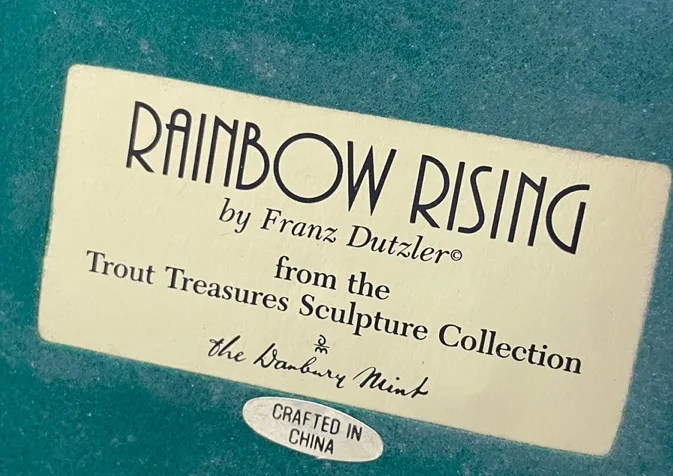 RAINBOW RISING
by Franz Dutzler©
from the
Trout Treasures Sculpture Collection
the Danbury Mint
CRAFTED IN
CHINA